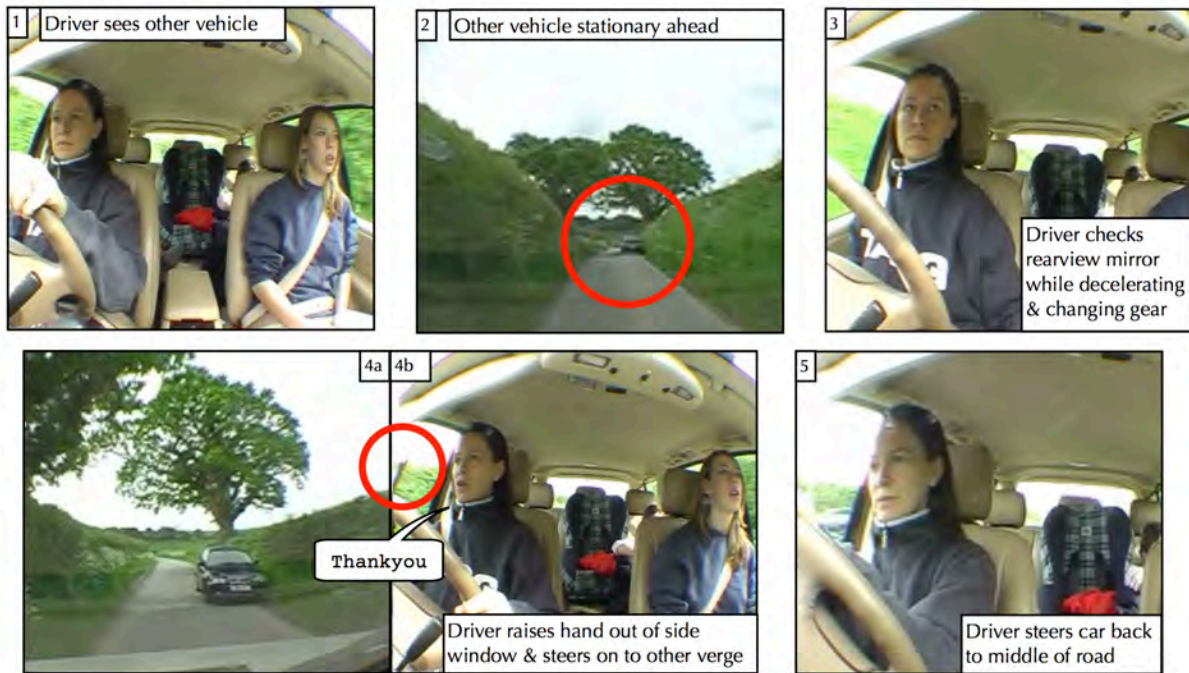 1
Driver sees other vehicle
2
Other vehicle stationary ahead
3
Driver checks
rearview mirror
while decelerating
& changing gear
4a
4b
Thankyou
Driver raises hand out of side
window & steers on to other verge
5
Driver steers car back
to middle of road